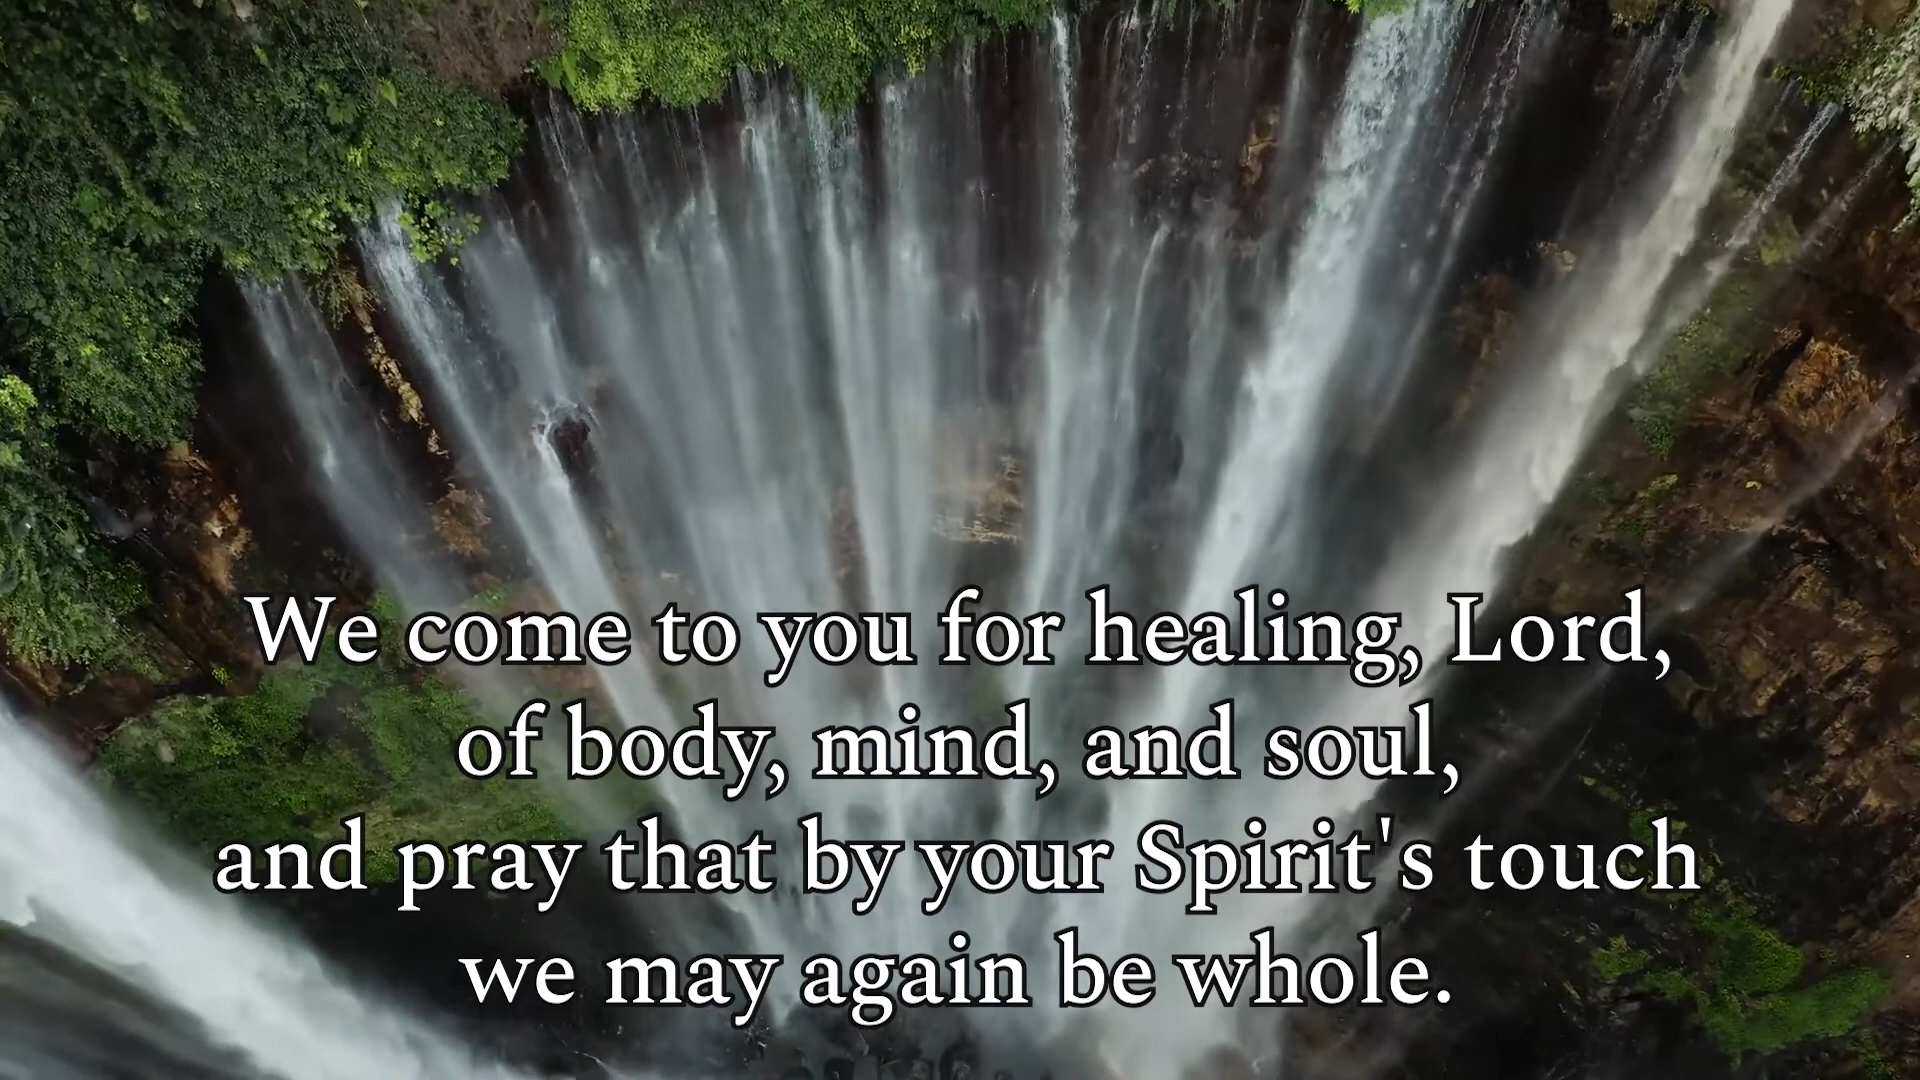 We come to you for healing, Lord,
of body, mind, and soul,
and pray that by your Spirit's touch
we may again be whole.